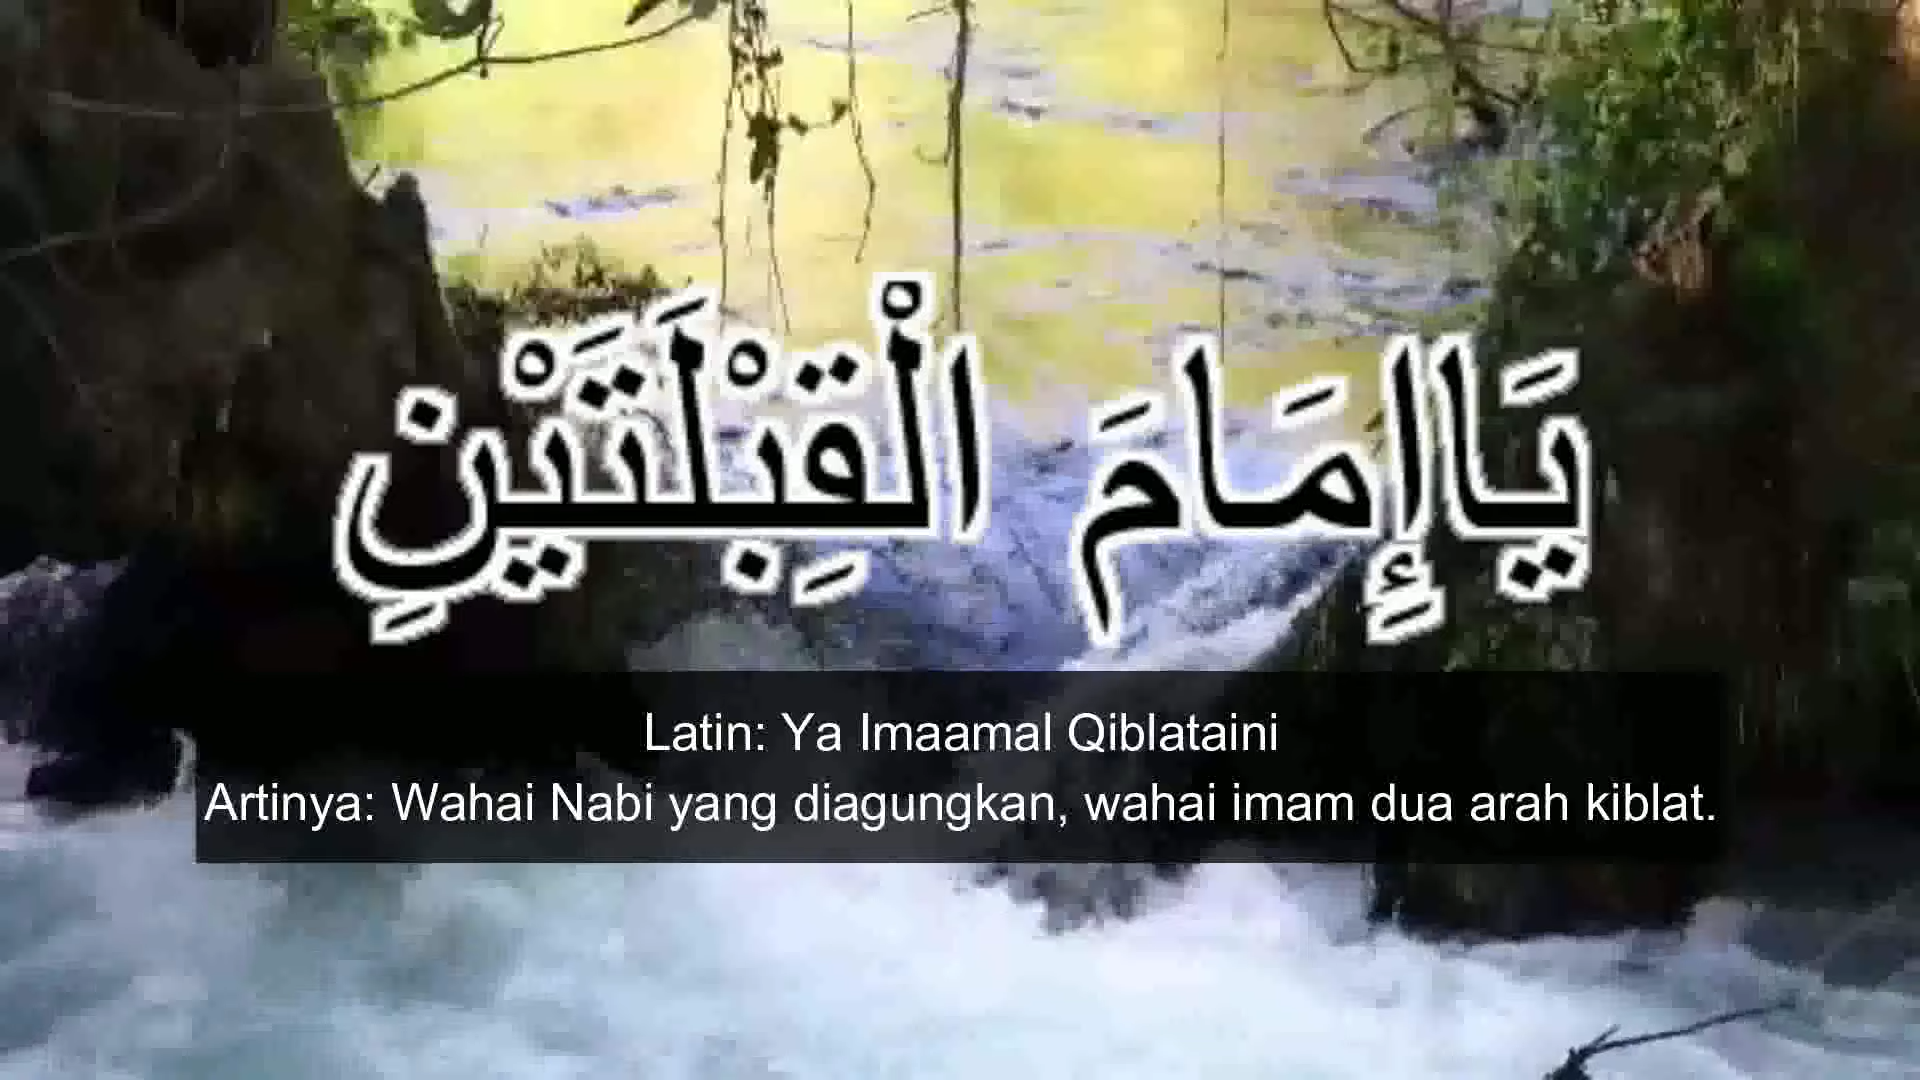 يَاإِمَامَ الْقِبْلَتَيْنِ
Latin: Ya Imaamal Qiblataini
Artinya: Wahai Nabi yang diagungkan, wahai imam dua arah kiblat.